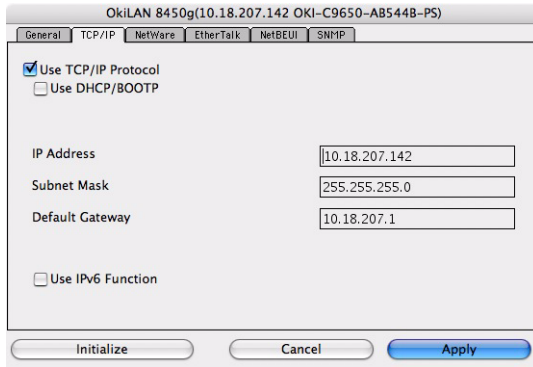 OkiLAN 8450g(10.18.207.142 OKI-C9650-AB544B-PS)
General TCP/IP NetWare EtherTalk NetBEUI SNMP
Use TCP/IP Protocol
Use DHCP/BOOTP
IP Address 10.18.207.142
Subnet Mask 255.255.255.0
Default Gateway 10.18.207.1
Use IPv6 Function
Initialize Cancel Apply